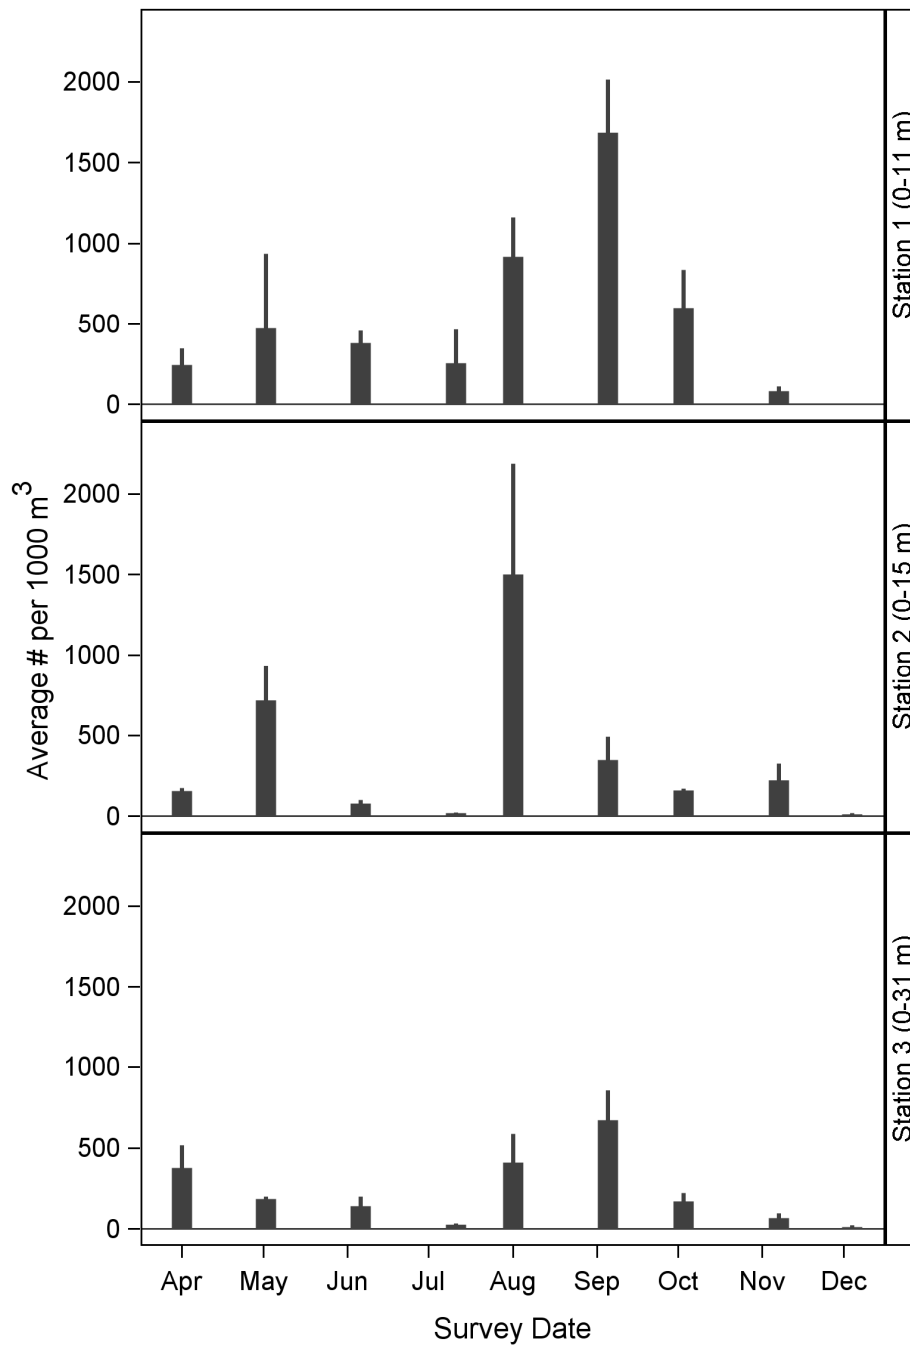 2000
1500
1000
500
0
Station 1 (0-11 m)
Average # per 1000 m³
2000
1500
1000
500
0
Station 2 (0-15 m)
2000
1500
1000
500
0
Station 3 (0-31 m)
Apr May Jun Jul Aug Sep Oct Nov Dec
Survey Date